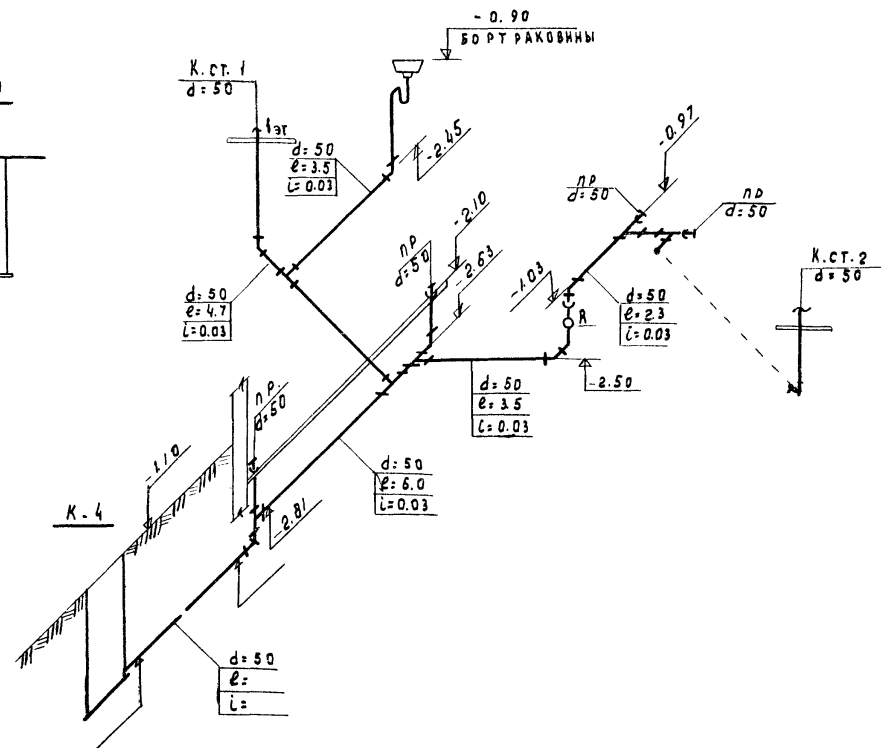 - 0.90
БОРТ РАКОВИНЫ
К. СТ. 1
d = 50
1 эт
d = 50
ℓ = 3.5
i = 0.03
-2.45
-0.97
ПР
d = 50
ПР
d = 50
-2.10
ПР
d = 50
-2.63
К. СТ. 2
d = 50
-1.03
d = 50
ℓ = 4.7
i = 0.03
R
d = 50
ℓ = 2.3
i = 0.03
-2.50
d = 50
ℓ = 3.5
i = 0.03
ПР.
d = 50
-1.10
d = 50
ℓ = 6.0
i = 0.03
К - 4
-2.81
d = 50
ℓ =
i =